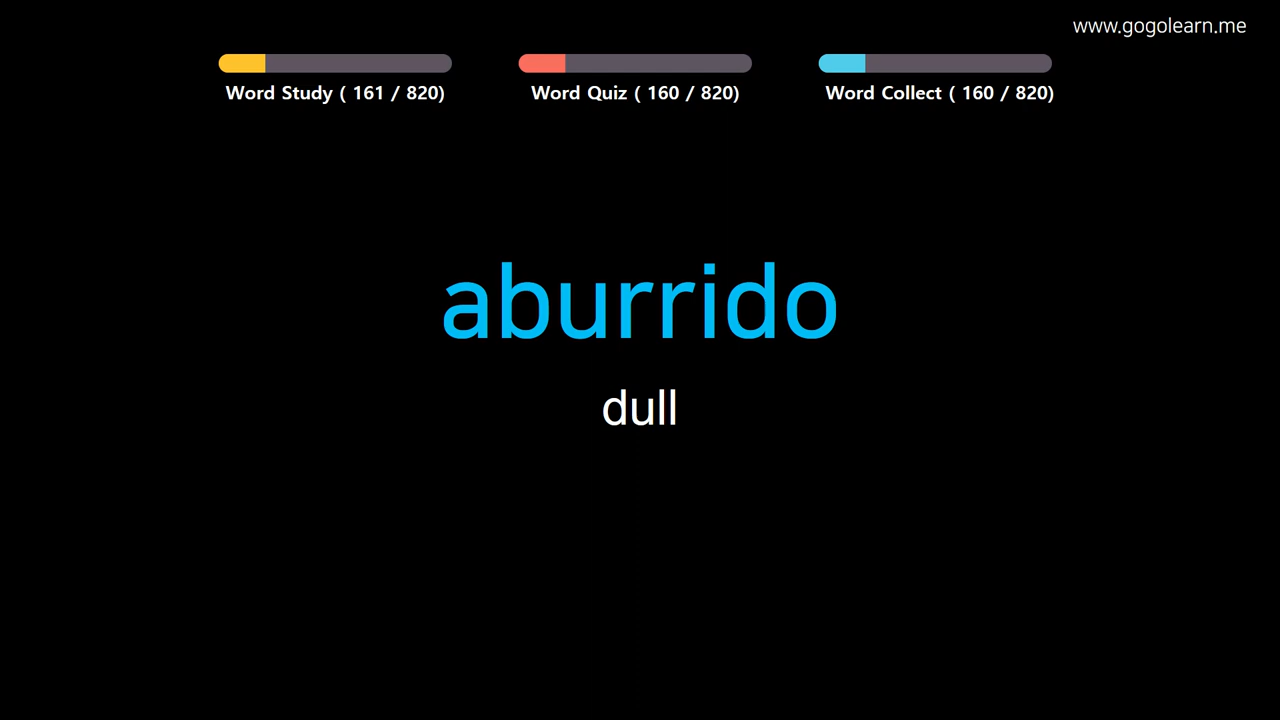 www.gogolearn.me
Word Study ( 161 / 820)
Word Quiz ( 160 / 820)
Word Collect ( 160 / 820)
aburrido
dull